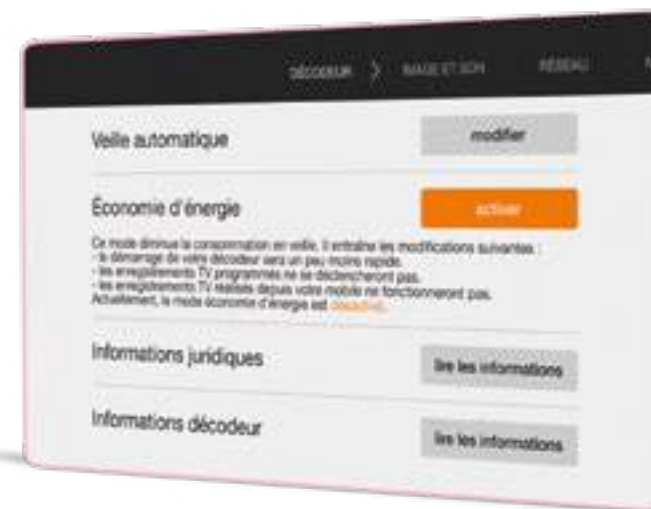 DÉCODEUR > IMAGE ET SON RÉSEAU
Veille automatique modifier
Économie d'énergie activer
Ce mode diminue la consommation en veille. Il entraîne les modifications suivantes :
- le démarrage de votre décodeur sera un peu moins rapide.
- les enregistrements TV programmés ne se déclencheront pas.
- les enregistrements TV réalisés depuis votre mobile ne fonctionneront pas.
Actuellement, le mode économie d'énergie est désactivé.
Informations juridiques lire les informations
Informations décodeur lire les informations